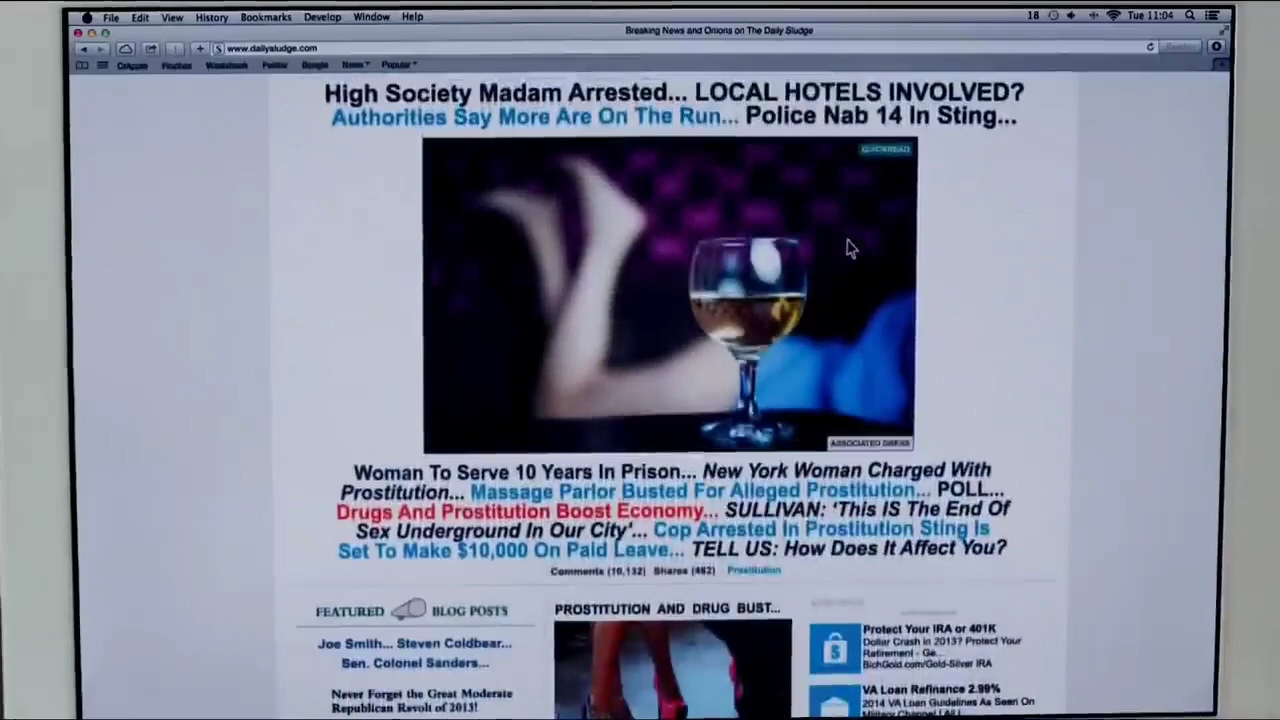 File Edit View History Bookmarks Develop Window Help
18 Tue 11:04
Breaking News and Onions on The Daily Sludge
www.dailysludge.com
News Popular
High Society Madam Arrested... LOCAL HOTELS INVOLVED?
Authorities Say More Are On The Run... Police Nab 14 In Sting...
QUICKREAD
Woman To Serve 10 Years In Prison... New York Woman Charged With
Prostitution... Massage Parlor Busted For Alleged Prostitution... POLL...
Drugs And Prostitution Boost Economy... SULLIVAN: ‘This IS The End Of
Sex Underground In Our City’... Cop Arrested In Prostitution Sting Is
Set To Make $10,000 On Paid Leave... TELL US: How Does It Affect You?
Comments (10,132) Shares (482) Prostitution
FEATURED BLOG POSTS
Joe Smith... Steven Coldbear...
Sen. Colonel Sanders...
Never Forget the Great Moderate
Republican Revolt of 2013!
PROSTITUTION AND DRUG BUST...
Protect Your IRA or 401K
Dollar Crash in 2013? Protect Your
Retirement - Ge...
BichGold.com/Gold-Silver IRA
VA Loan Refinance 2.99%
2014 VA Loan Guidelines As Seen On